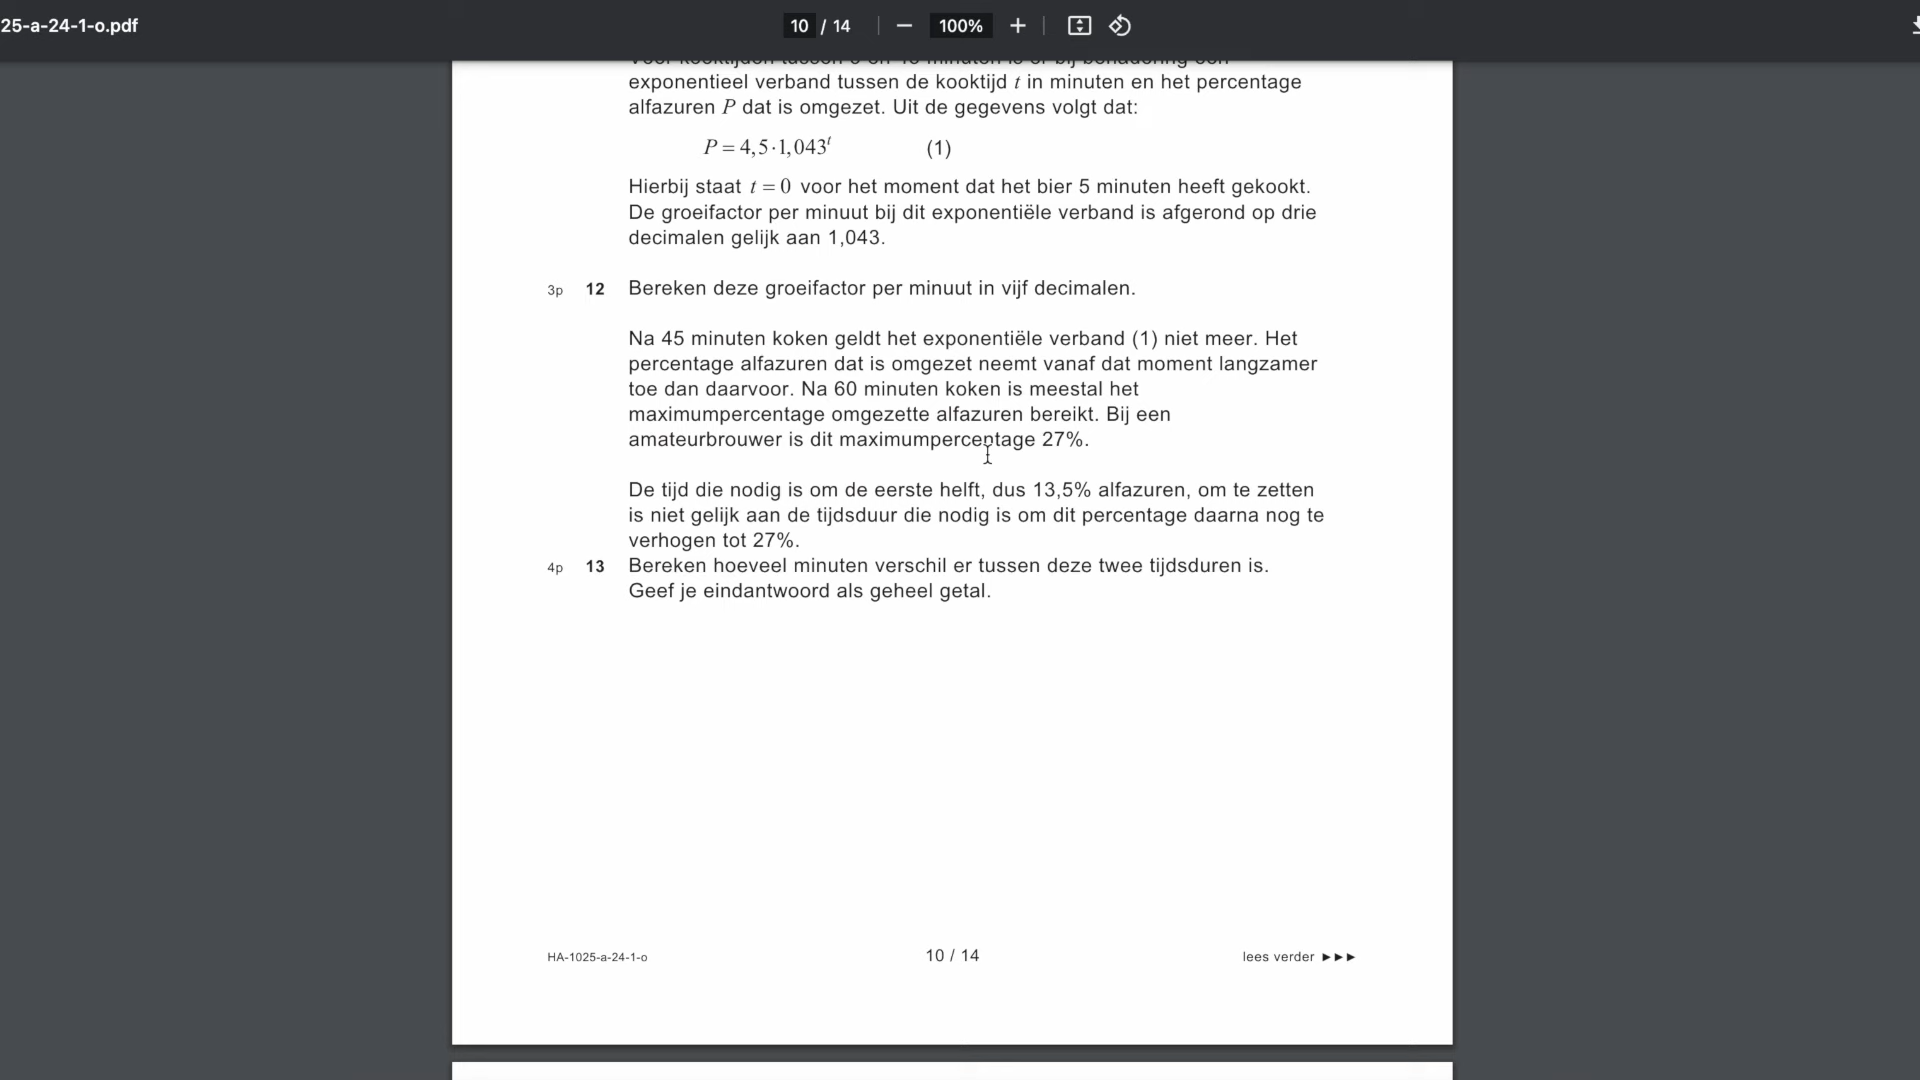 25-a-24-1-o.pdf
10 / 14
100%
exponentieel verband tussen de kooktijd t in minuten en het percentage
alfazuren P dat is omgezet. Uit de gegevens volgt dat:
P = 4,5·1,043ᵗ (1)
Hierbij staat t = 0 voor het moment dat het bier 5 minuten heeft gekookt.
De groeifactor per minuut bij dit exponentiële verband is afgerond op drie
decimalen gelijk aan 1,043.
3p 12 Bereken deze groeifactor per minuut in vijf decimalen.
Na 45 minuten koken geldt het exponentiële verband (1) niet meer. Het
percentage alfazuren dat is omgezet neemt vanaf dat moment langzamer
toe dan daarvoor. Na 60 minuten koken is meestal het
maximumpercentage omgezette alfazuren bereikt. Bij een
amateurbrouwer is dit maximumpercentage 27%.
De tijd die nodig is om de eerste helft, dus 13,5% alfazuren, om te zetten
is niet gelijk aan de tijdsduur die nodig is om dit percentage daarna nog te
verhogen tot 27%.
4p 13 Bereken hoeveel minuten verschil er tussen deze twee tijdsduren is.
Geef je eindantwoord als geheel getal.
HA-1025-a-24-1-o 10 / 14 lees verder ►►►